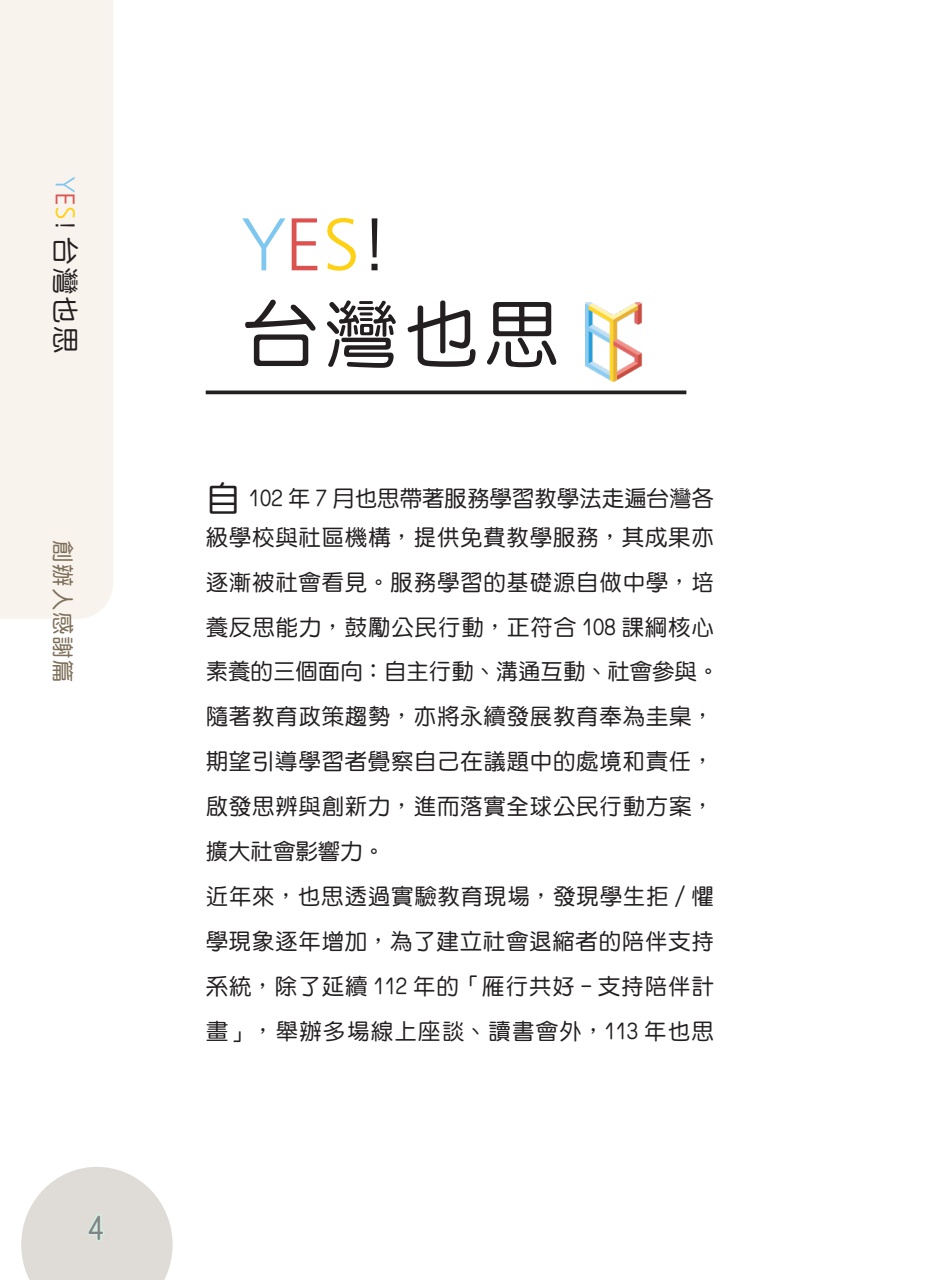 YES! 台灣也思
創辦人感謝篇
YES!
台灣也思
自 102 年 7 月也思帶著服務學習教學法走遍台灣各
級學校與社區機構，提供免費教學服務，其成果亦
逐漸被社會看見。服務學習的基礎源自做中學，培
養反思能力，鼓勵公民行動，正符合 108 課綱核心
素養的三個面向：自主行動、溝通互動、社會參與。
隨著教育政策趨勢，亦將永續發展教育奉為圭臬，
期望引導學習者覺察自己在議題中的處境和責任，
啟發思辨與創新力，進而落實全球公民行動方案，
擴大社會影響力。
近年來，也思透過實驗教育現場，發現學生拒 / 懼
學現象逐年增加，為了建立社會退縮者的陪伴支持
系統，除了延續 112 年的「雁行共好－支持陪伴計
畫」，舉辦多場線上座談、讀書會外，113 年也思
4